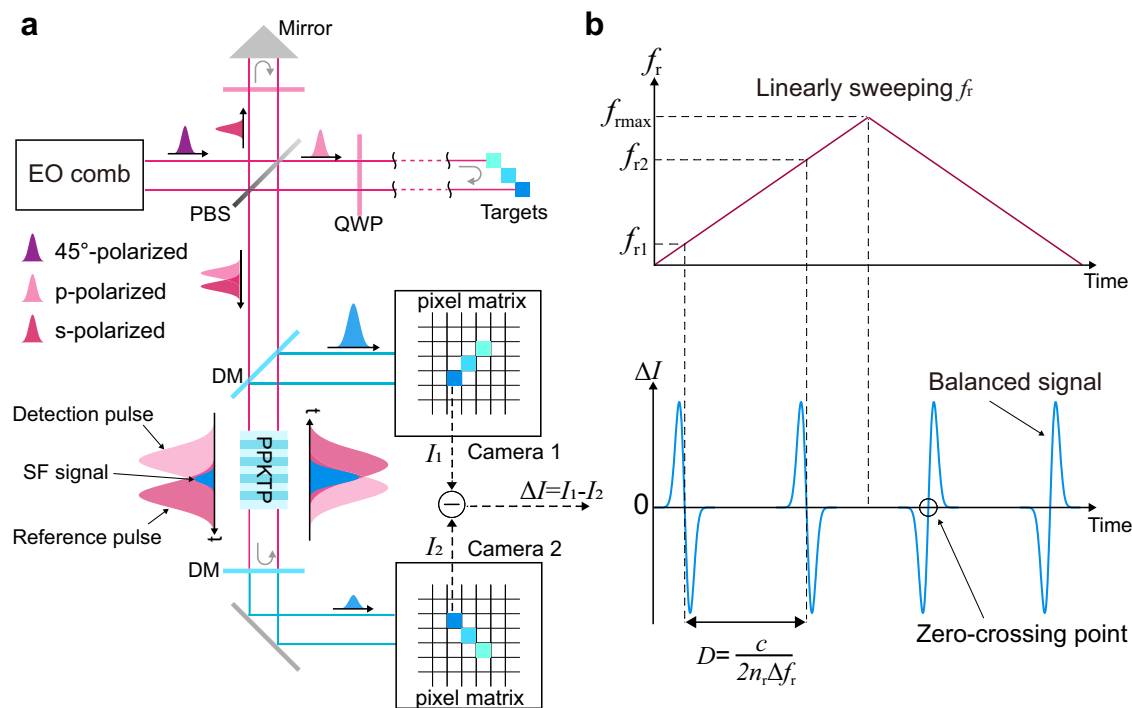 a
Mirror
EO comb
PBS
QWP
Targets
45°-polarized
p-polarized
s-polarized
DM
pixel matrix
Camera 1
Detection pulse
SF signal
Reference pulse
t
PPKTP
t
I₁
ΔI=I₁-I₂
I₂
Camera 2
DM
pixel matrix
b
fᵣ
Linearly sweeping fᵣ
fᵣₘₐₓ
fᵣ₂
fᵣ₁
Time
ΔI
Balanced signal
0
Time
Zero-crossing point
D=c/2nᵣΔfᵣ